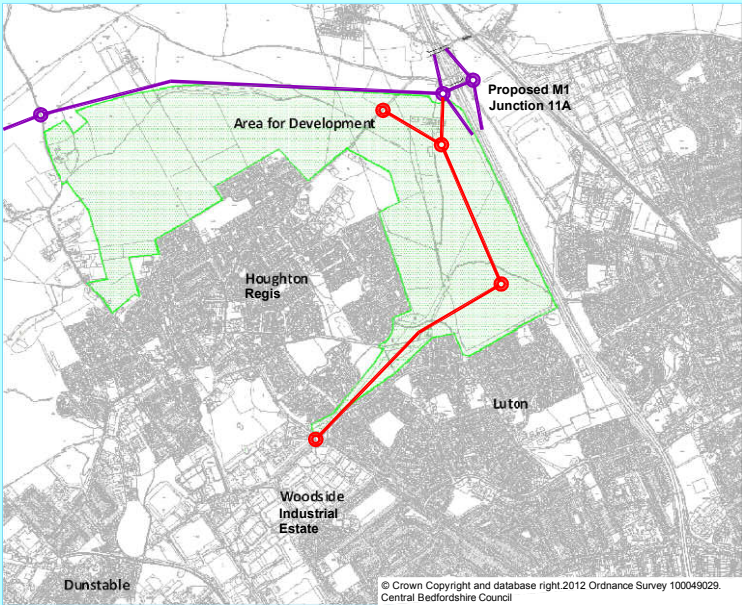 Proposed M1
Junction 11A
Area for Development
Houghton
Regis
Luton
Woodside
Industrial
Estate
Dunstable
© Crown Copyright and database right.2012 Ordnance Survey 100049029.
Central Bedfordshire Council